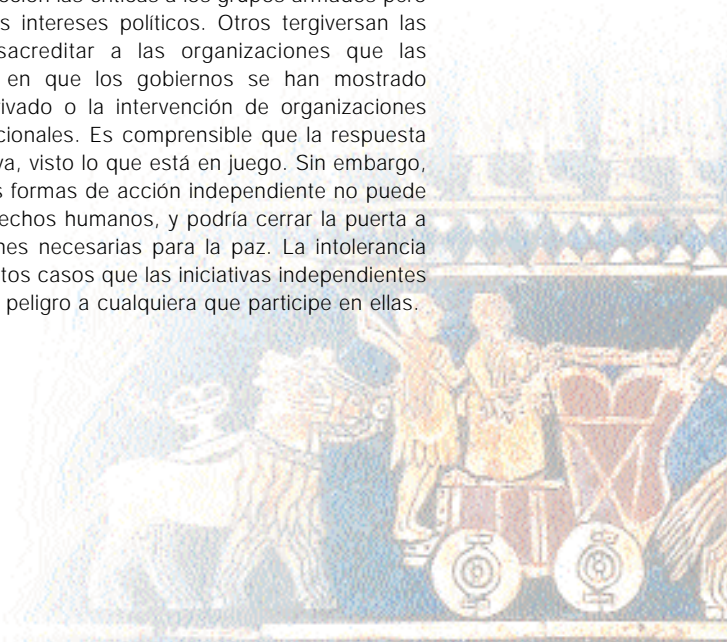 las críticas a los grupos armados pero
s intereses políticos. Otros tergiversan las
sacreditar a las organizaciones que las
en que los gobiernos se han mostrado
ivado o la intervención de organizaciones
cionales. Es comprensible que la respuesta
va, visto lo que está en juego. Sin embargo,
s formas de acción independiente no puede
echos humanos, y podría cerrar la puerta a
nes necesarias para la paz. La intolerancia
tos casos que las iniciativas independientes
peligro a cualquiera que participe en ellas.